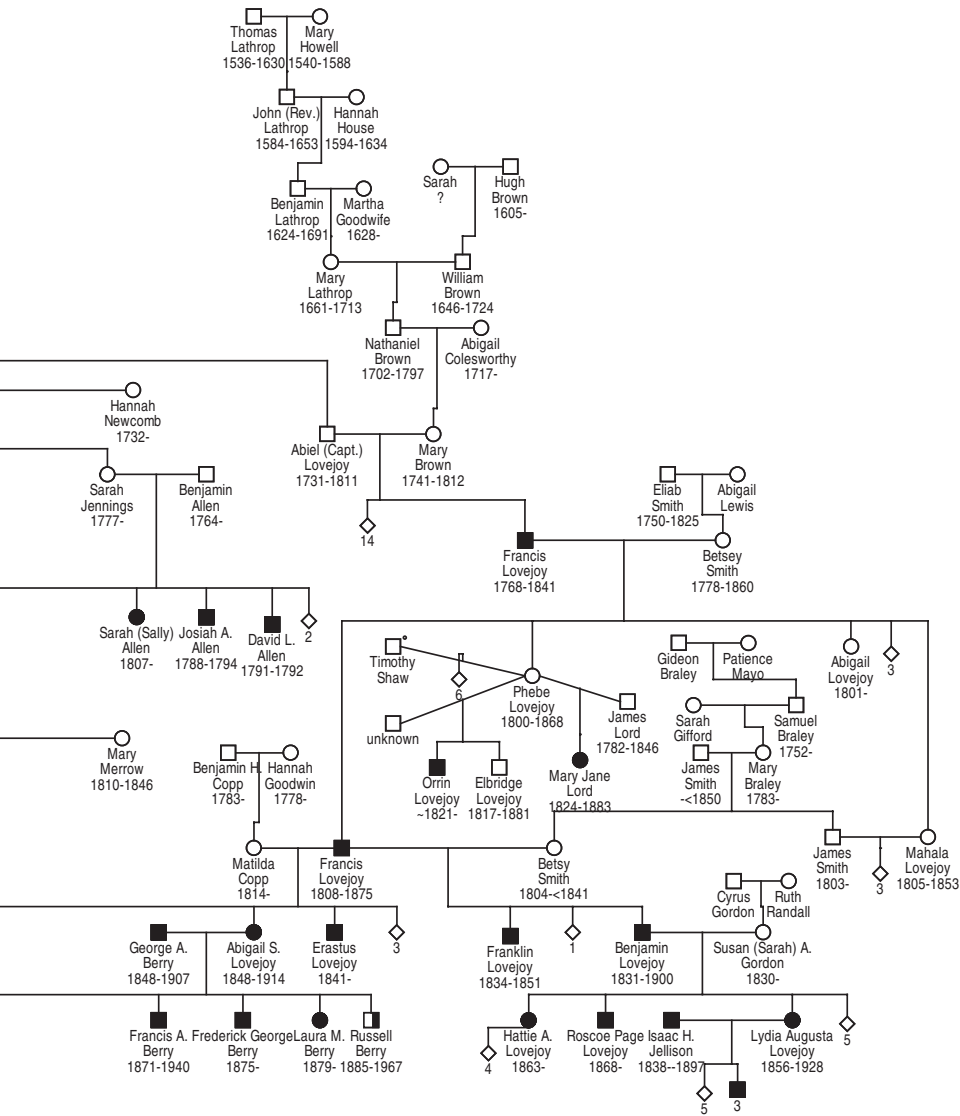 Thomas
Lathrop
1536-1630
Mary
Howell
1540-1588
John (Rev.)
Lathrop
1584-1653
Hannah
House
1594-1634
Sarah
?
Hugh
Brown
1605-
Benjamin
Lathrop
1624-1691
Martha
Goodwife
1628-
Mary
Lathrop
1661-1713
William
Brown
1646-1724
Nathaniel
Brown
1702-1797
Abigail
Colesworthy
1717-
Hannah
Newcomb
1732-
Abiel (Capt.)
Lovejoy
1731-1811
Mary
Brown
1741-1812
Sarah
Jennings
1777-
Benjamin
Allen
1764-
Eliab
Smith
1750-1825
Abigail
Lewis
14
Francis
Lovejoy
1768-1841
Betsey
Smith
1778-1860
Sarah (Sally)
Allen
1807-
Josiah A.
Allen
1788-1794
David L.
Allen
1791-1792
2
Timothy
Shaw
6
Phebe
Lovejoy
1800-1868
Gideon
Braley
Patience
Mayo
Abigail
Lovejoy
1801-
3
unknown
James
Lord
1782-1846
Sarah
Gifford
Samuel
Braley
1752-
Mary
Merrow
1810-1846
Benjamin H.
Copp
1783-
Hannah
Goodwin
1778-
Orrin
Lovejoy
~1821-
Elbridge
Lovejoy
1817-1881
Mary Jane
Lord
1824-1883
James
Smith
-<1850
Mary
Braley
1783-
Matilda
Copp
1814-
Francis
Lovejoy
1808-1875
Betsy
Smith
1804-<1841
James
Smith
1803-
3
Mahala
Lovejoy
1805-1853
Cyrus
Gordon
Ruth
Randall
George A.
Berry
1848-1907
Abigail S.
Lovejoy
1848-1914
Erastus
Lovejoy
1841-
3
Franklin
Lovejoy
1834-1851
1
Benjamin
Lovejoy
1831-1900
Susan (Sarah) A.
Gordon
1830-
Francis A.
Berry
1871-1940
Frederick George
Berry
1875-
Laura M.
Berry
1879-
Russell
Berry
1885-1967
4
Hattie A.
Lovejoy
1863-
Roscoe Page
Lovejoy
1868-
Isaac H.
Jellison
1838--1897
Lydia Augusta
Lovejoy
1856-1928
5
5
3